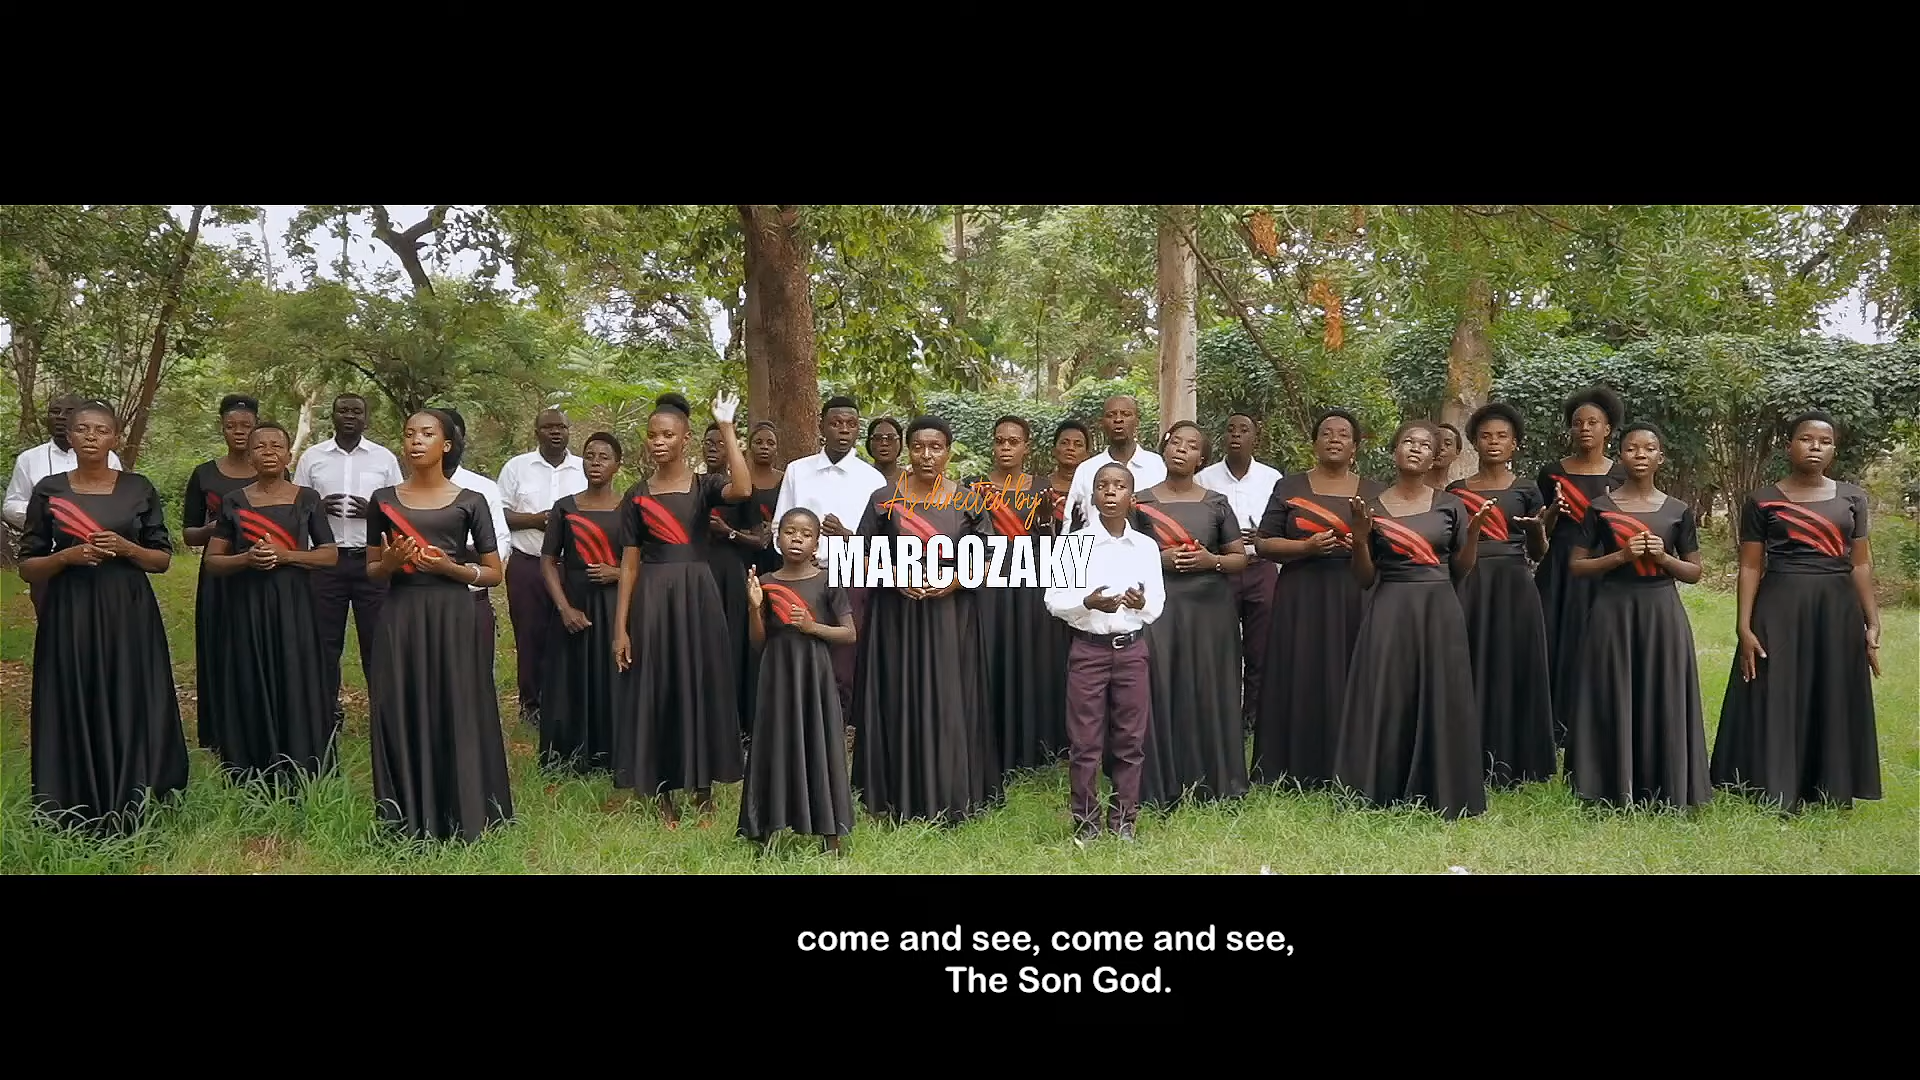 As directed by
MARCOZAKY
come and see, come and see,
The Son God.